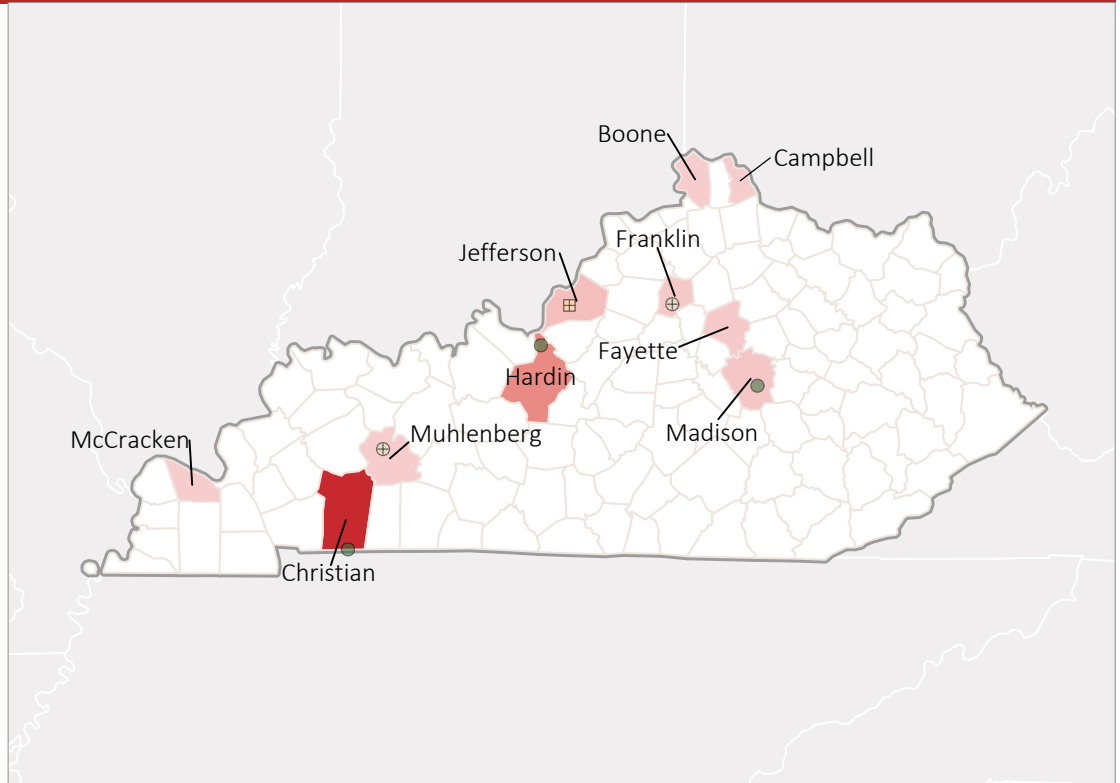 Boone
Campbell
Franklin
Jefferson
Fayette
Hardin
McCracken
Muhlenberg
Madison
Christian